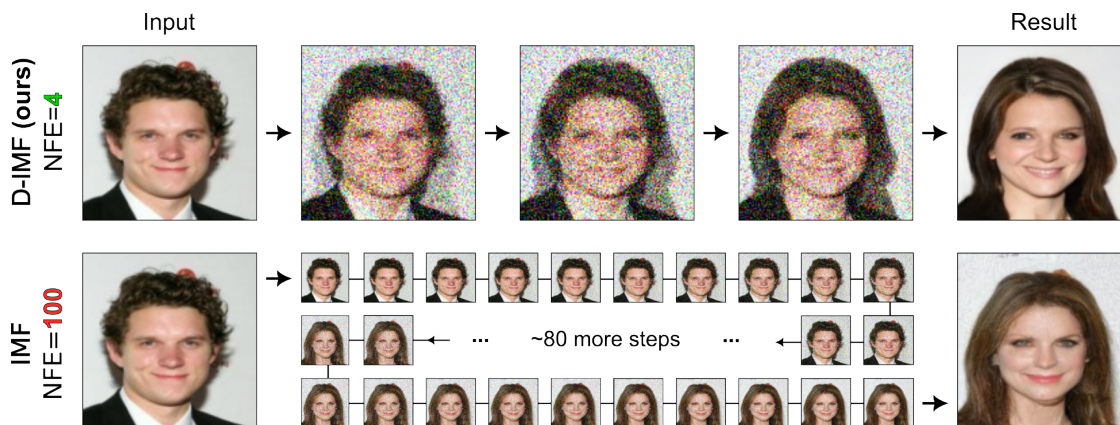 Input
Result
D-IMF (ours)
NFE=4
IMF
NFE=100
... ~80 more steps ...